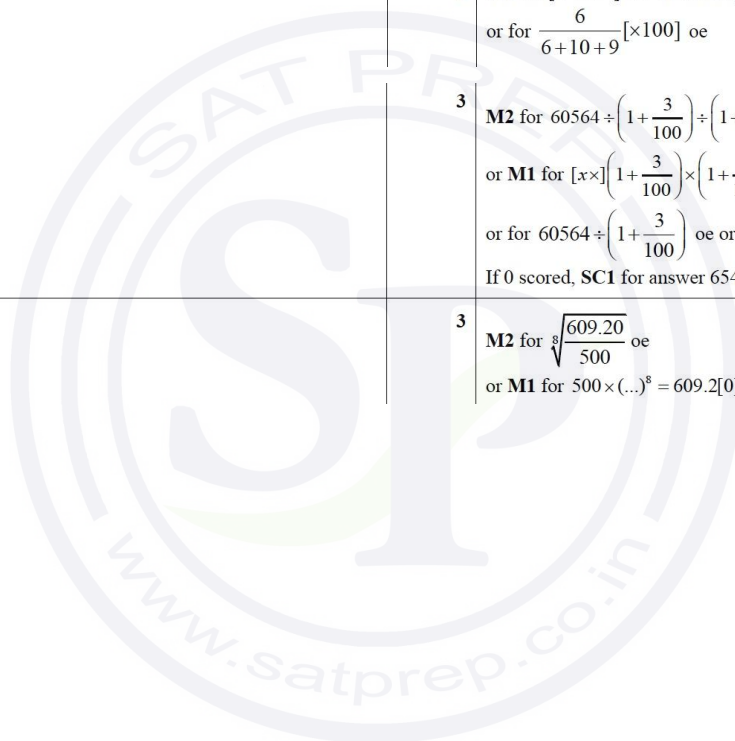 or for 6/(6+10+9) [×100] oe
3
M2 for 60564 ÷ (1 + 3/100) ÷ (1
or M1 for [x×] (1 + 3/100) × (1 +
or for 60564 ÷ (1 + 3/100) oe or
If 0 scored, SC1 for answer 654
3
M2 for ⁸√(609.20/500) oe
or M1 for 500 × (...)⁸ = 609.2[0]
SAT PREP
SP
www.satprep.co.in